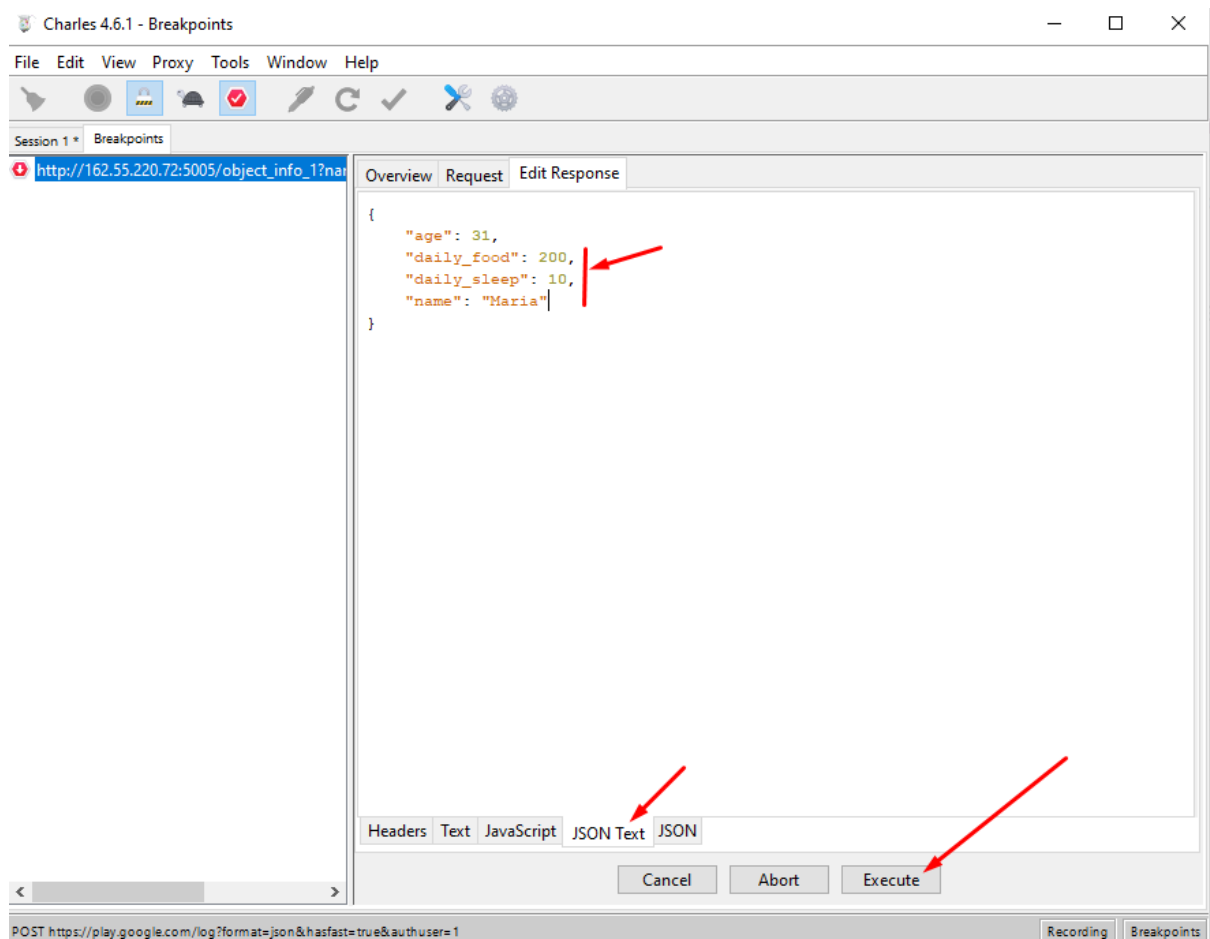 Charles 4.6.1 - Breakpoints
File Edit View Proxy Tools Window Help
Session 1 * Breakpoints
http://162.55.220.72:5005/object_info_1?nar
Overview Request Edit Response
{
"age": 31,
"daily_food": 200,
"daily_sleep": 10,
"name": "Maria"
}
Headers Text JavaScript JSON Text JSON
Cancel Abort Execute
POST https://play.google.com/log?format=json&hasfast=true&authuser=1 Recording Breakpoints